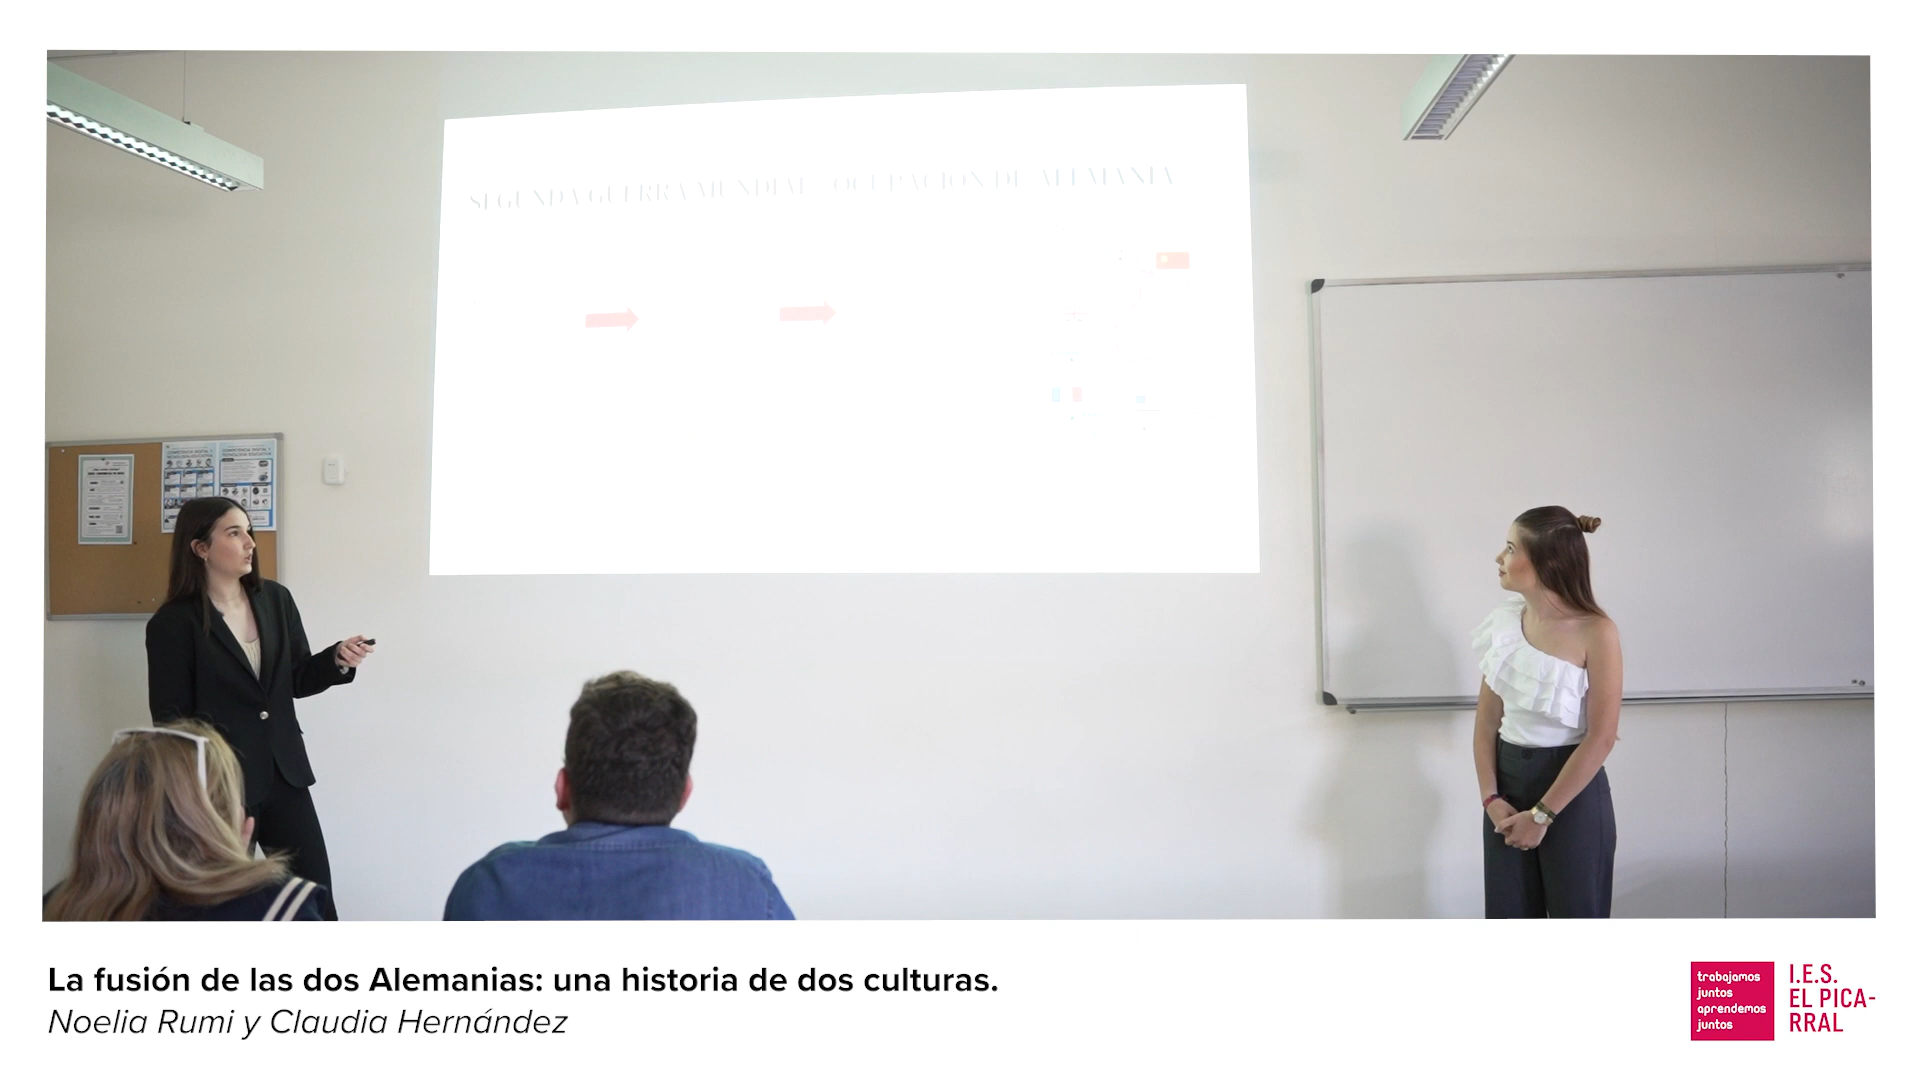 SEGUNDA GUERRA MUNDIAL - OCUPACIÓN DE ALEMANIA
La fusión de las dos Alemanias: una historia de dos culturas.
Noelia Rumi y Claudia Hernández
trabajamos
juntos
aprendemos
juntos
I.E.S.
EL PICA-
RRAL